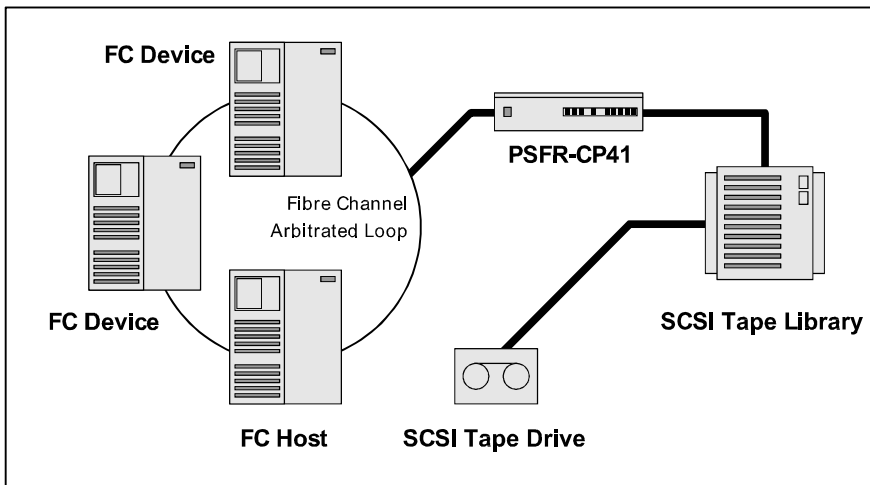 FC Device
PSFR-CP41
Fibre Channel
Arbitrated Loop
FC Device
SCSI Tape Library
FC Host
SCSI Tape Drive